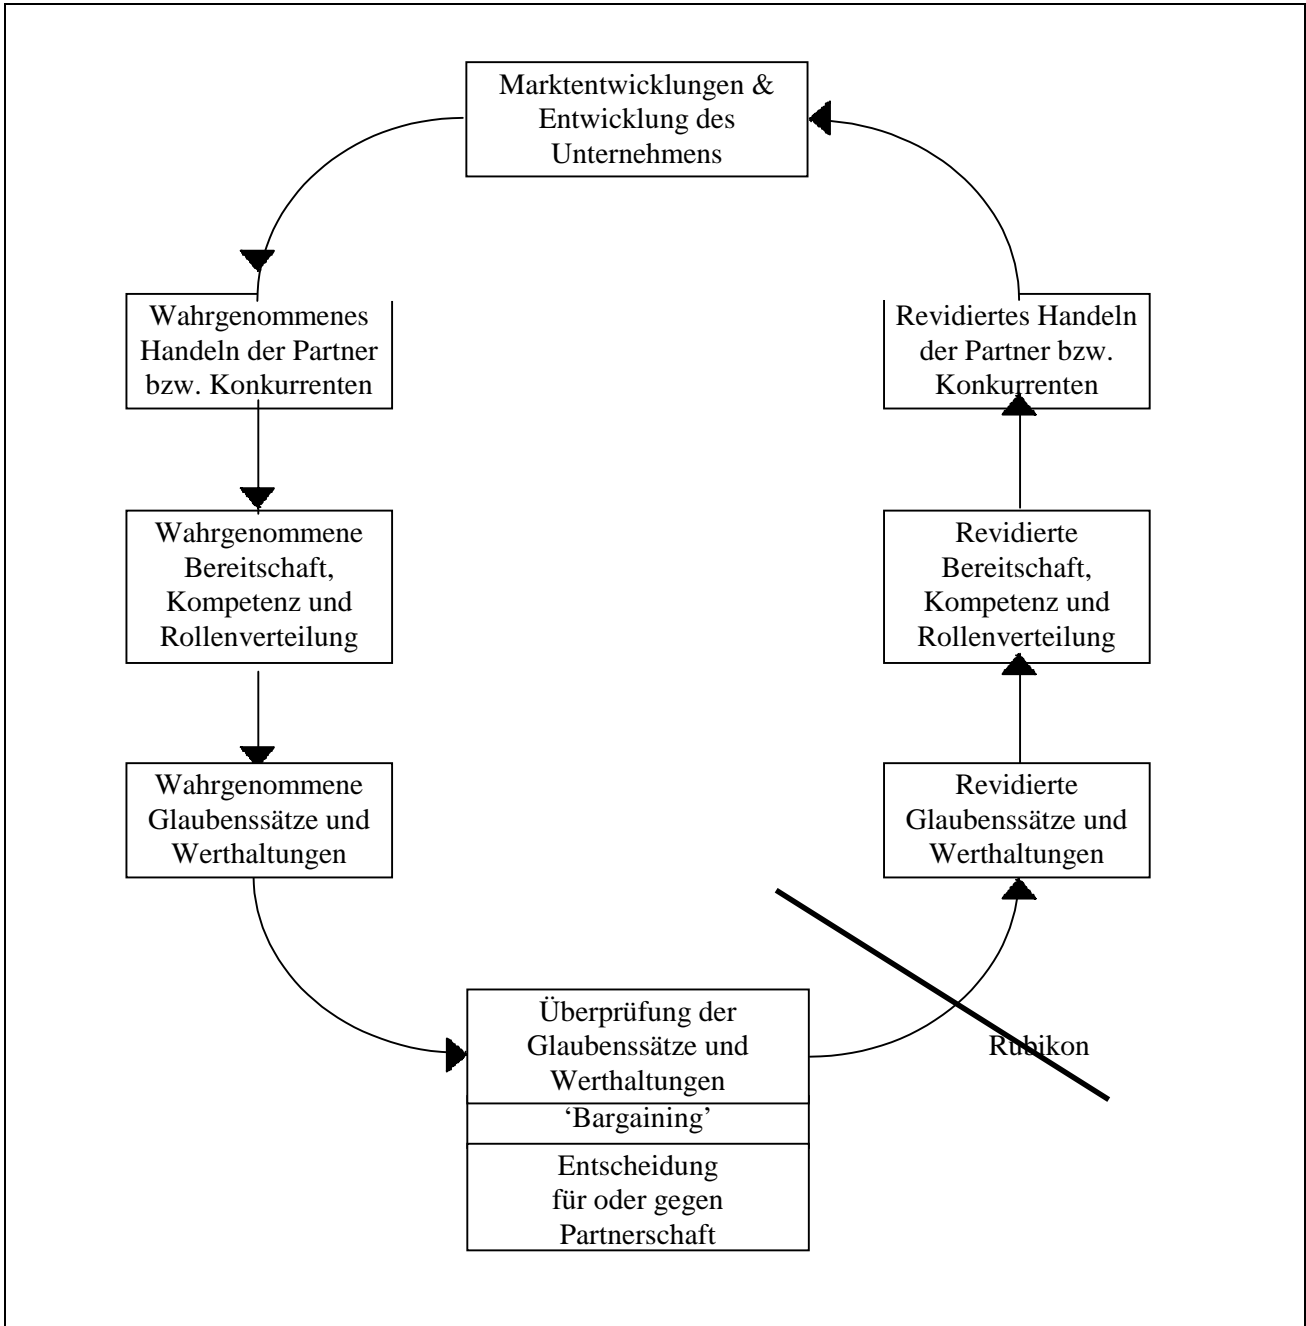 Marktentwicklungen &
Entwicklung des
Unternehmens
Wahrgenommenes
Handeln der Partner
bzw. Konkurrenten
Revidiertes Handeln
der Partner bzw.
Konkurrenten
Wahrgenommene
Bereitschaft,
Kompetenz und
Rollenverteilung
Revidierte
Bereitschaft,
Kompetenz und
Rollenverteilung
Wahrgenommene
Glaubenssätze und
Werthaltungen
Revidierte
Glaubenssätze und
Werthaltungen
Überprüfung der
Glaubenssätze und
Werthaltungen
‘Bargaining’
Entscheidung
für oder gegen
Partnerschaft
Rubikon